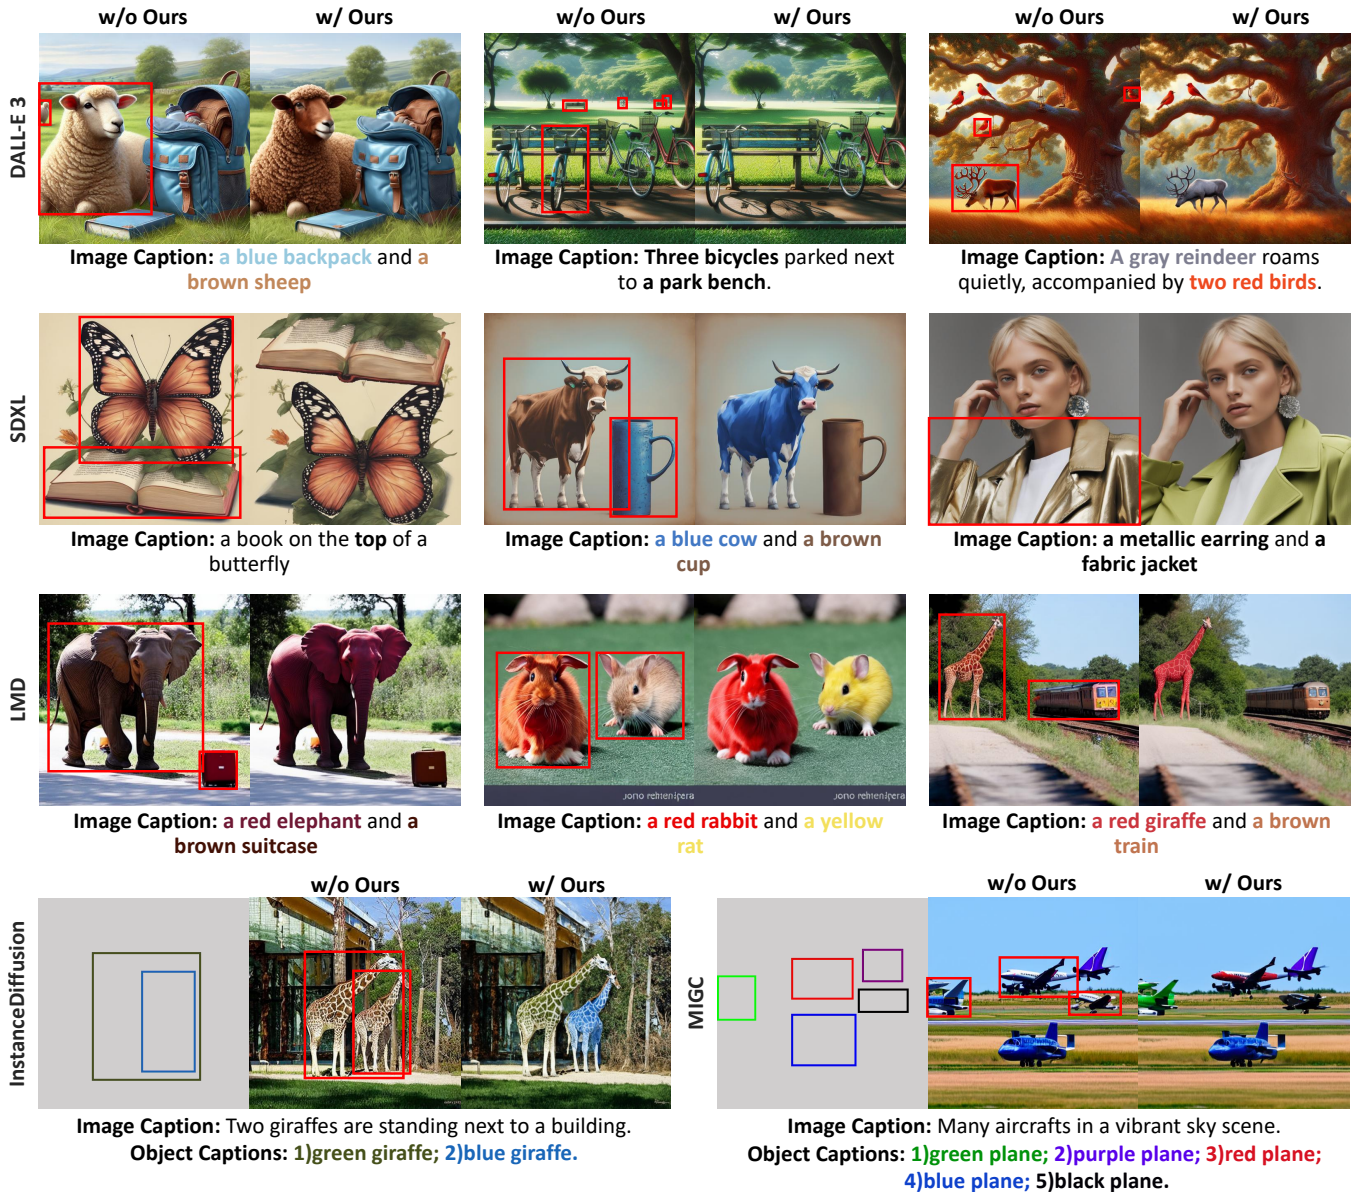 w/o Ours w/ Ours w/o Ours w/ Ours w/o Ours w/ Ours
DALL-E 3
Image Caption: a blue backpack and a
brown sheep
Image Caption: Three bicycles parked next
to a park bench.
Image Caption: A gray reindeer roams
quietly, accompanied by two red birds.
SDXL
Image Caption: a book on the top of a
butterfly
Image Caption: a blue cow and a brown
cup
Image Caption: a metallic earring and a
fabric jacket
LMD
Image Caption: a red elephant and a
brown suitcase
Image Caption: a red rabbit and a yellow
rat
Image Caption: a red giraffe and a brown
train
w/o Ours w/ Ours w/o Ours w/ Ours
InstanceDiffusion
Image Caption: Two giraffes are standing next to a building.
Object Captions: 1)green giraffe; 2)blue giraffe.
MIGC
Image Caption: Many aircrafts in a vibrant sky scene.
Object Captions: 1)green plane; 2)purple plane; 3)red plane;
4)blue plane; 5)black plane.